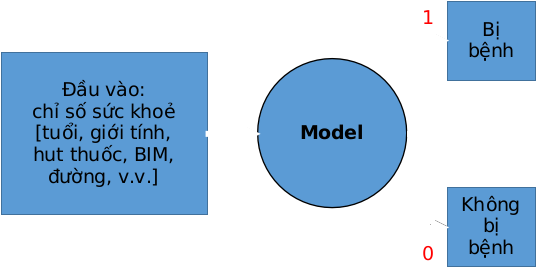 Đầu vào:
chỉ số sức khoẻ
[tuổi, giới tính,
hut thuốc, BIM,
đường, v.v.]
Model
1
Bị
bệnh
0
Không
bị
bệnh